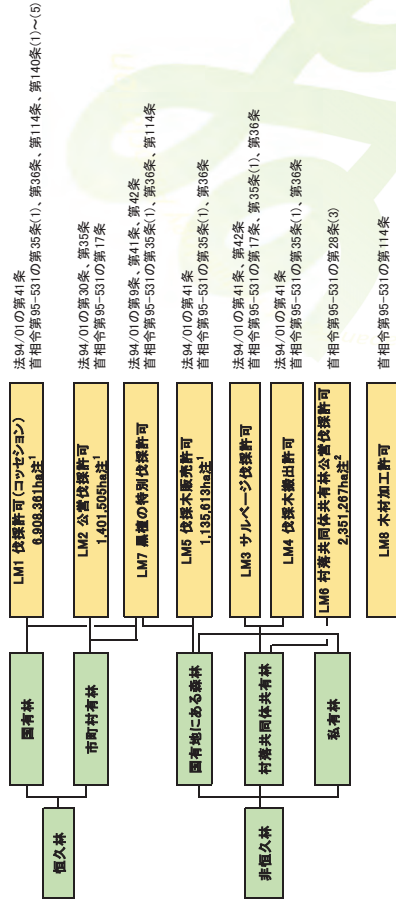 恒久林
非恒久林
国有林
市町村有林
国有地にある森林
村落共同体共有林
私有林
LM1 伐採許可(コッセション)
6,908,361ha注1
法94/01の第41条
首相令第95-531の第35条(1)、第36条、第114条、第140条(1)~(5)
LM2 公営伐採許可
1,401,505ha注1
法94/01の第30条、第35条
首相令第95-531の第17条
LM7 黒檀の特別伐採許可
法94/01の第9条、第41条、第42条
首相令第95-531の第35条(1)、第36条、第114条
LM5 伐採木販売許可
1,135,613ha注1
法94/01の第41条
首相令第95-531の第35条(1)、第36条
LM3 サルベージ伐採許可
法94/01の第41条、第42条
首相令第95-531の第17条、第35条(1)、第36条
LM4 伐採木搬出許可
法94/01の第41条
首相令第95-531の第35条(1)、第36条
LM6 村落共同体共有林公営伐採許可
2,351,267ha注2
首相令第95-531の第28条(3)
LM8 木材加工許可
首相令第95-531の第114条